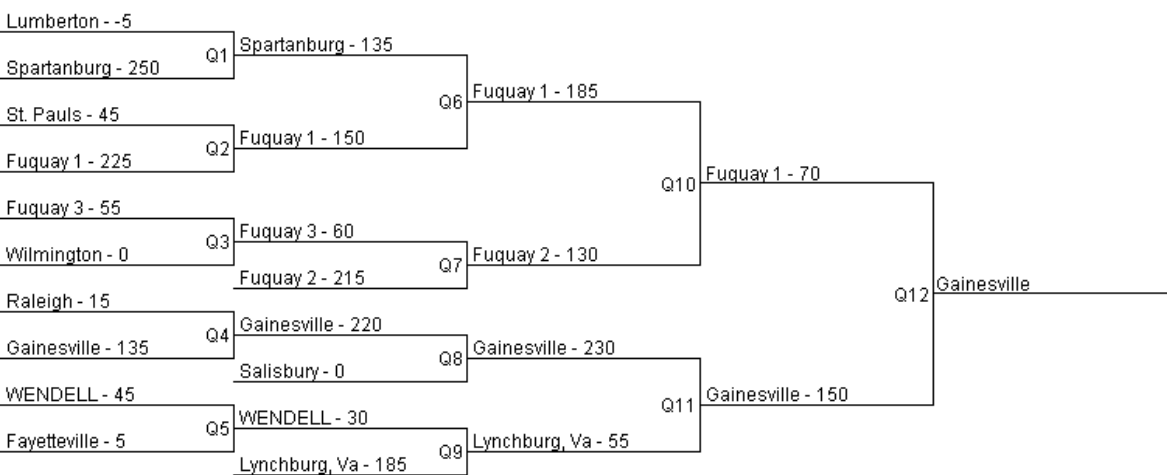 Lumberton - -5
Spartanburg - 250
Q1
Spartanburg - 135
St. Pauls - 45
Fuquay 1 - 225
Q2
Fuquay 1 - 150
Q6
Fuquay 1 - 185
Fuquay 3 - 55
Wilmington - 0
Q3
Fuquay 3 - 60
Fuquay 2 - 215
Q7
Fuquay 2 - 130
Q10
Fuquay 1 - 70
Raleigh - 15
Gainesville - 135
Q4
Gainesville - 220
Salisbury - 0
Q8
Gainesville - 230
WENDELL - 45
Fayetteville - 5
Q5
WENDELL - 30
Lynchburg, Va - 185
Q9
Lynchburg, Va - 55
Q11
Gainesville - 150
Q12
Gainesville